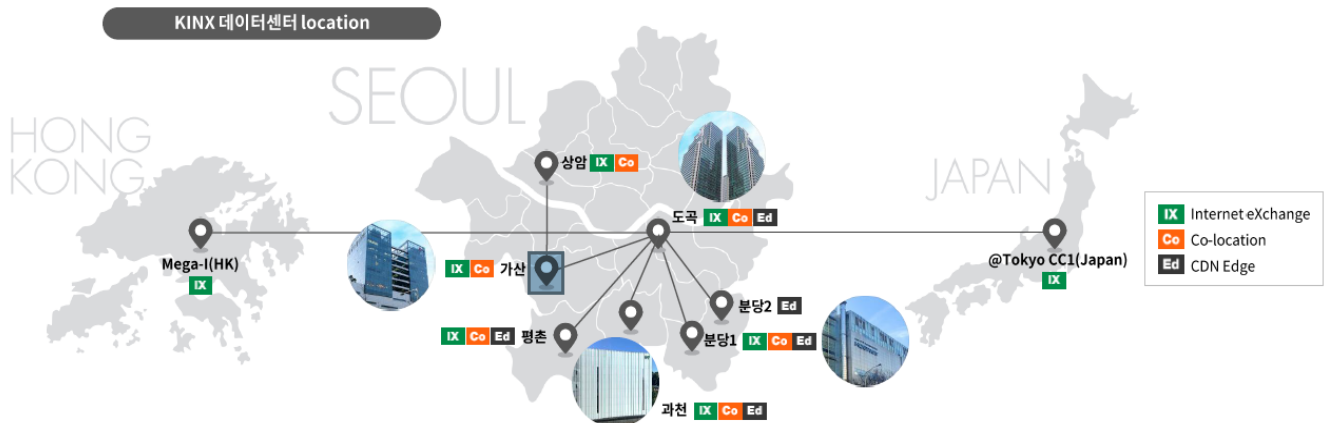 KINX 데이터센터 location
HONG
KONG
SEOUL
JAPAN
상암 IX Co
도곡 IX Co Ed
Mega-I(HK)
IX
IX Co 가산
@Tokyo CC1(Japan)
IX
분당2 Ed
IX Co Ed 평촌
분당1 IX Co Ed
과천 IX Co Ed
IX Internet eXchange
Co Co-location
Ed CDN Edge